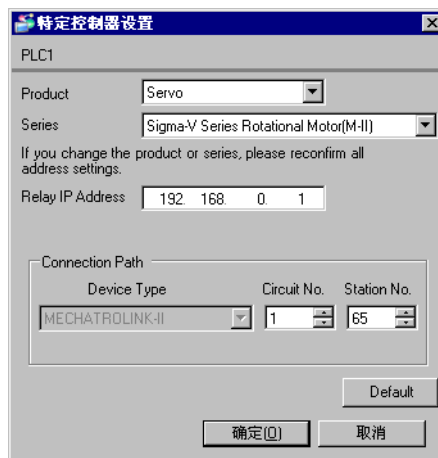 特定控制器设置
PLC1
Product Servo
Series Sigma-V Series Rotational Motor(M-II)
If you change the product or series, please reconfirm all
address settings.
Relay IP Address 192. 168. 0. 1
Connection Path
Device Type Circuit No. Station No.
MECHATROLINK-II 1 65
Default
确定(O) 取消